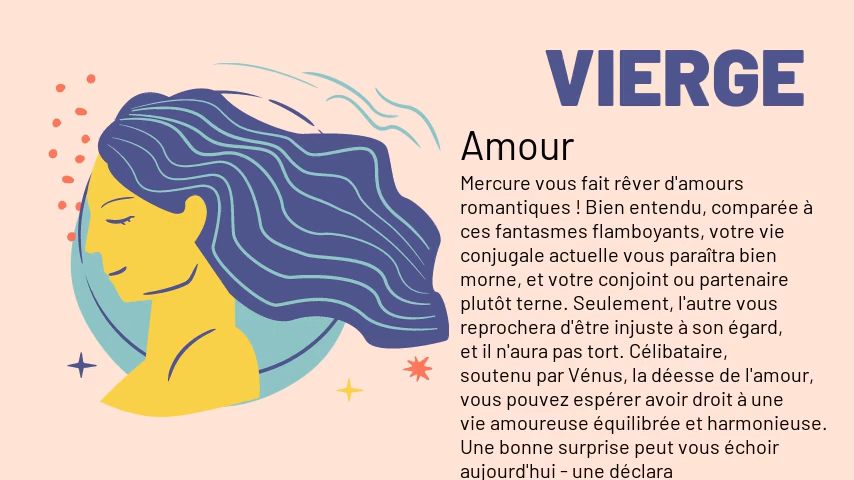 VIERGE
Amour
Mercure vous fait rêver d'amours
romantiques ! Bien entendu, comparée à
ces fantasmes flamboyants, votre vie
conjugale actuelle vous paraîtra bien
morne, et votre conjoint ou partenaire
plutôt terne. Seulement, l'autre vous
reprochera d'être injuste à son égard,
et il n'aura pas tort. Célibataire,
soutenu par Vénus, la déesse de l'amour,
vous pouvez espérer avoir droit à une
vie amoureuse équilibrée et harmonieuse.
Une bonne surprise peut vous échoir
aujourd'hui - une déclara